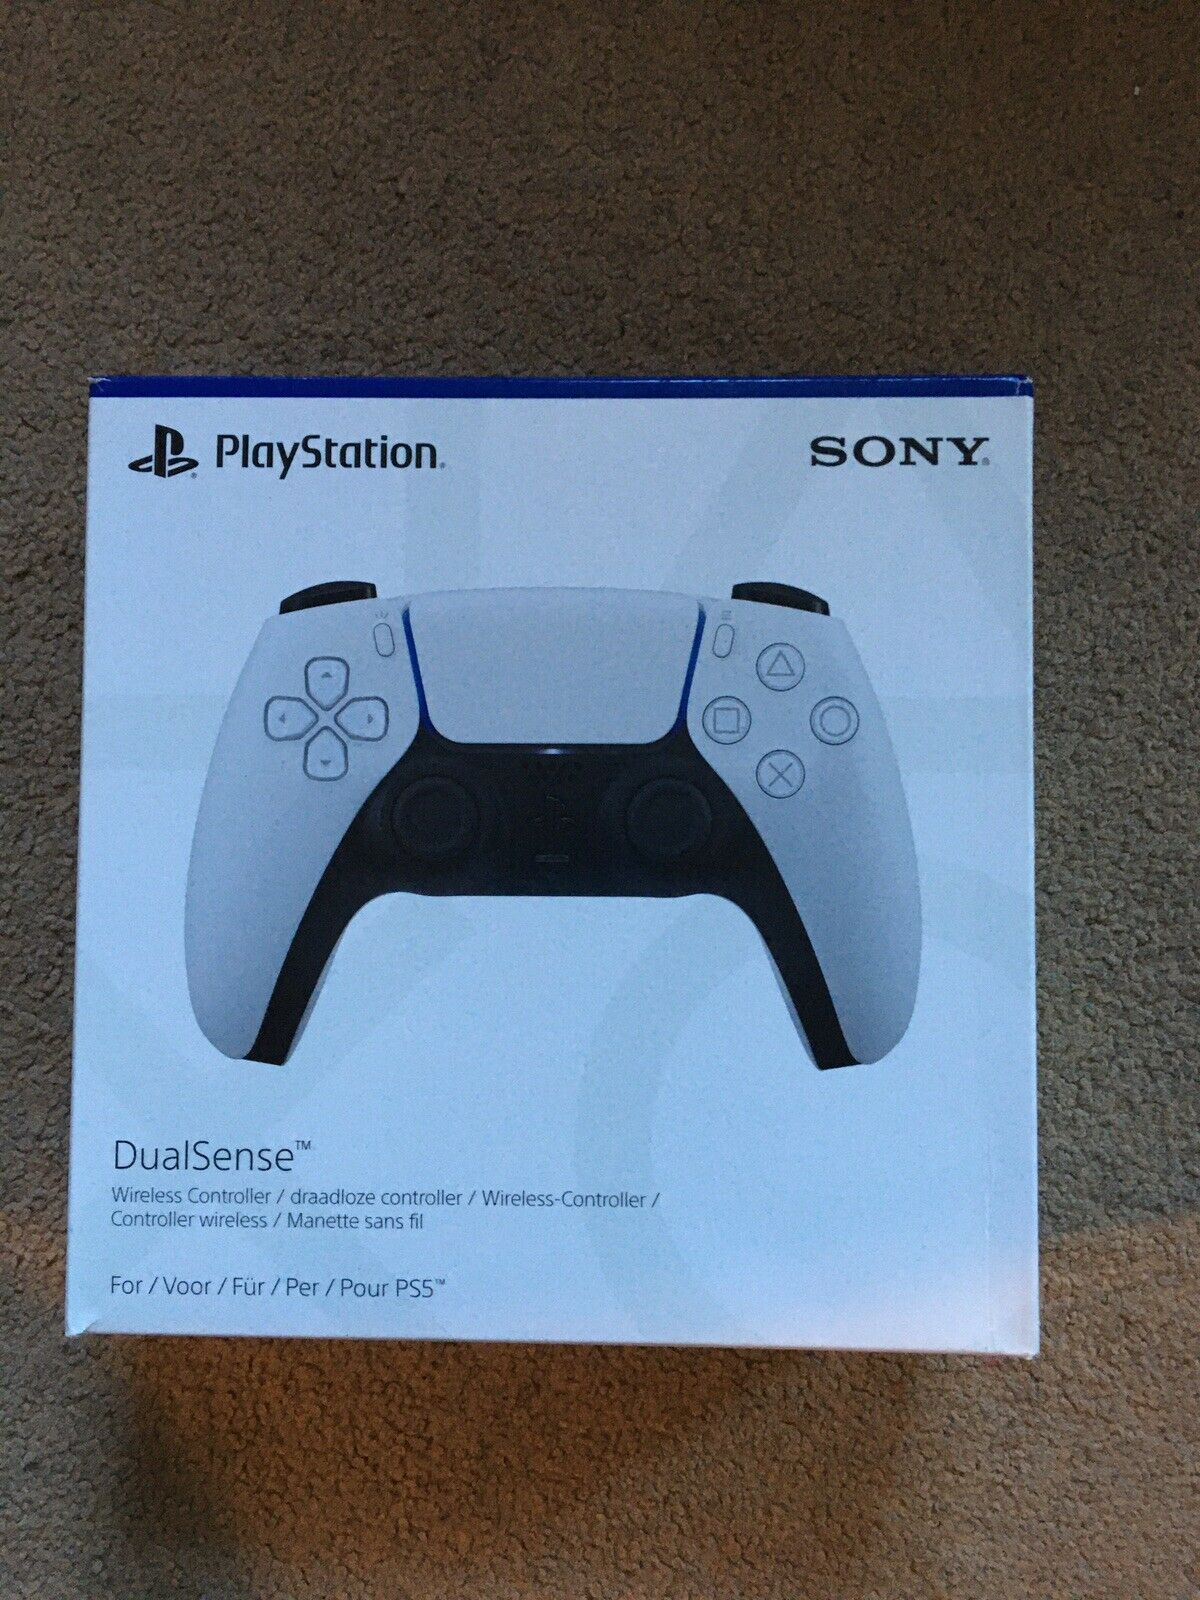 PlayStation®
SONY®
DualSense™
Wireless Controller / draadloze controller / Wireless-Controller /
Controller wireless / Manette sans fil
For / Voor / Für / Per / Pour PS5™